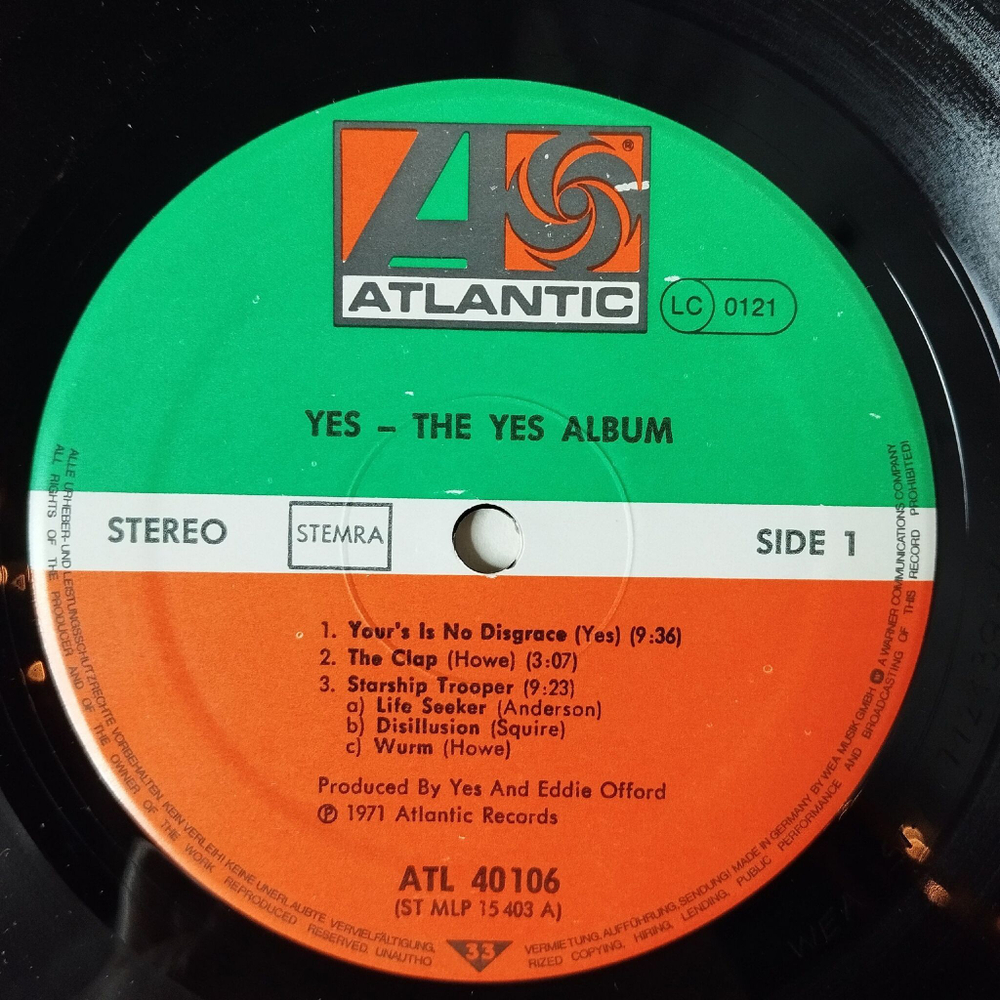 ATLANTIC
®
LC 0121
YES – THE YES ALBUM
STEREO
STEMRA
SIDE 1
1. Your's Is No Disgrace (Yes) (9:36)
2. The Clap (Howe) (3:07)
3. Starship Trooper (9:23)
a) Life Seeker (Anderson)
b) Disillusion (Squire)
c) Wurm (Howe)
Produced By Yes And Eddie Offord
℗ 1971 Atlantic Records
ATL 40106
(ST MLP 15 403 A)
33
ALLE URHEBER- UND LEISTUNGSSCHUTZRECHTE VORBEHALTEN KEIN VERLEIH! KEINE UNERLAUBTE VERVIELFÄLTIGUNG, VERMIETUNG, AUFFÜHRUNG, SENDUNG! MADE IN GERMANY BY WEA MUSIK GMBH A WARNER COMMUNICATIONS COMPANY
ALL RIGHTS OF THE PRODUCER AND OF THE OWNER OF THE WORK REPRODUCED RESERVED. UNAUTHORIZED COPYING, HIRING, LENDING, PUBLIC PERFORMANCE AND BROADCASTING OF THIS RECORD PROHIBITED!